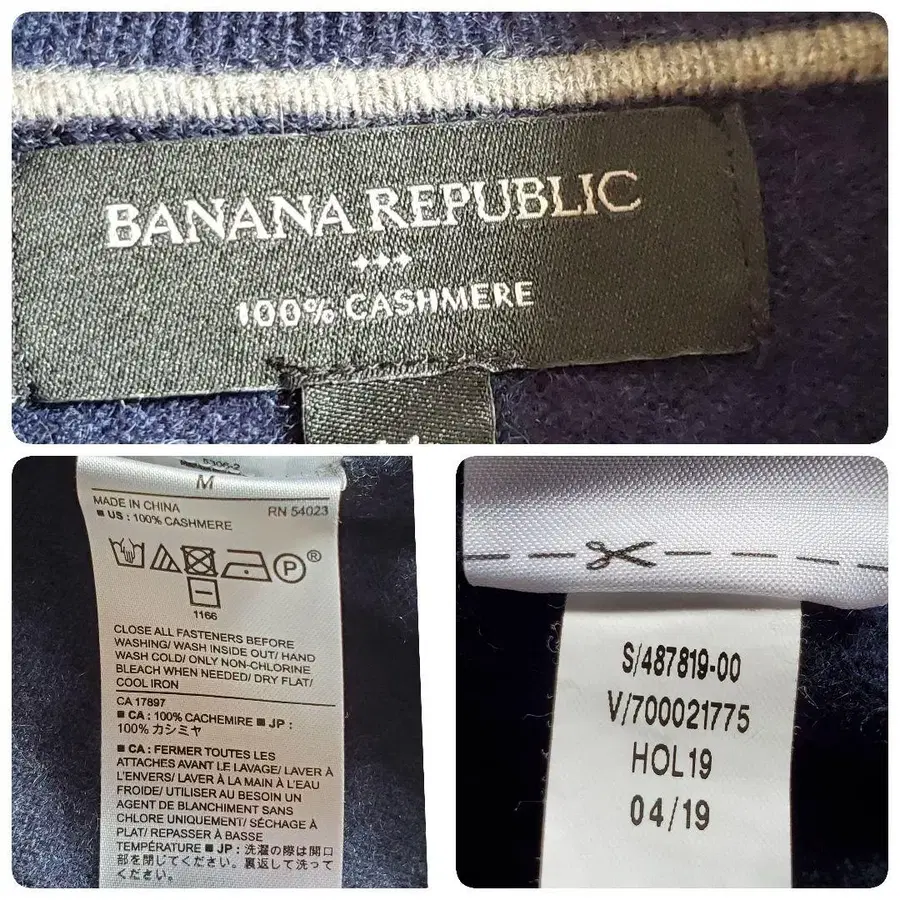 BANANA REPUBLIC
100% CASHMERE
M
MADE IN CHINA
RN 54023
■ US : 100% CASHMERE
P®
1166
CLOSE ALL FASTENERS BEFORE
WASHING/ WASH INSIDE OUT/ HAND
WASH COLD/ ONLY NON-CHLORINE
BLEACH WHEN NEEDED/ DRY FLAT/
COOL IRON
CA 17897
■ CA : 100% CACHEMIRE ■ JP :
100% カシミヤ
■ CA : FERMER TOUTES LES
ATTACHES AVANT LE LAVAGE/ LAVER À
L'ENVERS/ LAVER À LA MAIN À L'EAU
FROIDE/ UTILISER AU BESOIN UN
AGENT DE BLANCHIMENT SANS
CHLORE UNIQUEMENT/ SÉCHAGE À
PLAT/ REPASSER À BASSE
TEMPÉRATURE ■ JP : 洗濯の際は開口
部を閉じてください。裏返して洗って
ください。
S/487819-00
V/700021775
HOL19
04/19